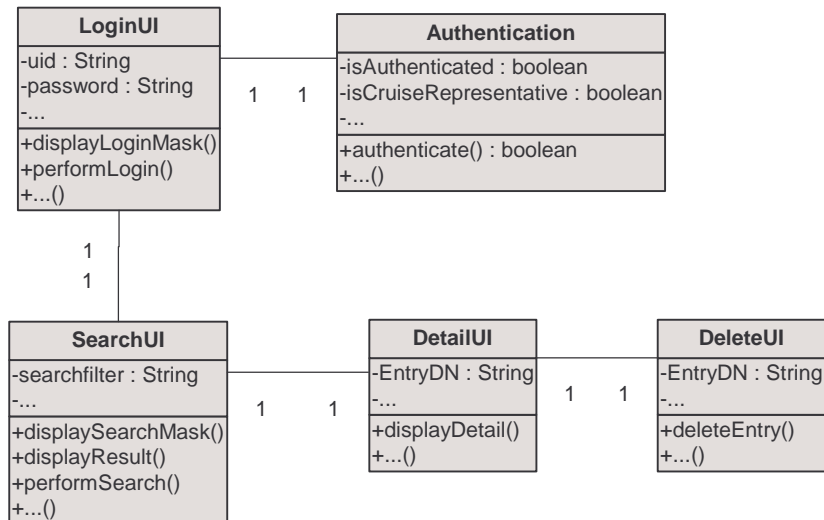 LoginUI
-uid : String
-password : String
-...
+displayLoginMask()
+performLogin()
+...()
1 1
Authentication
-isAuthenticated : boolean
-isCruiseRepresentative : boolean
-...
+authenticate() : boolean
+...()
1
1
SearchUI
-searchfilter : String
-...
+displaySearchMask()
+displayResult()
+performSearch()
+...()
1 1
DetailUI
-EntryDN : String
-...
+displayDetail()
+...()
1 1
DeleteUI
-EntryDN : String
-...
+deleteEntry()
+...()